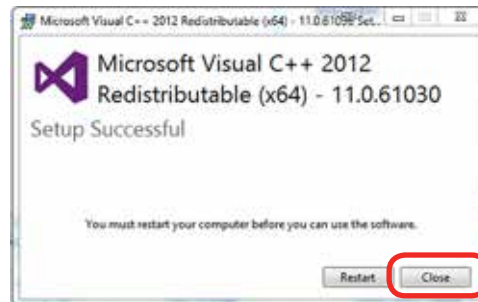 Microsoft Visual C++ 2012 Redistributable (x64) - 11.0.61030 Set...
Microsoft Visual C++ 2012
Redistributable (x64) - 11.0.61030
Setup Successful
You must restart your computer before you can use the software.
Restart
Close